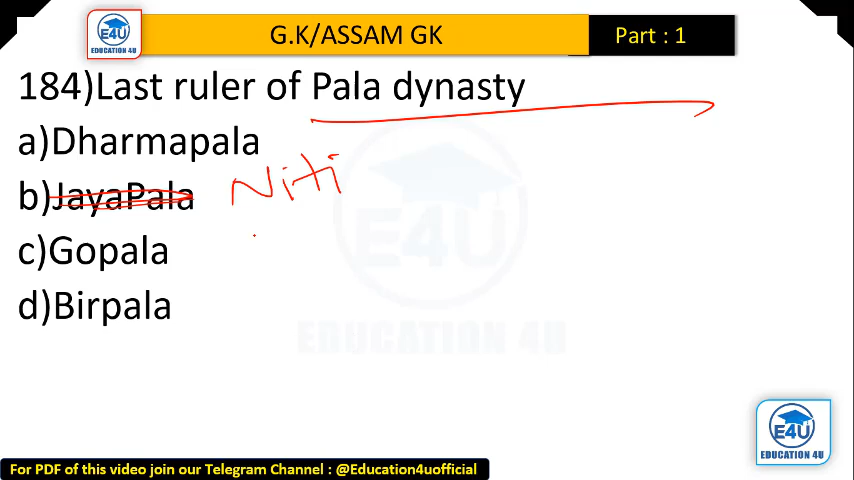 E4U
EDUCATION 4U
G.K/ASSAM GK
Part : 1
184)Last ruler of Pala dynasty
a)Dharmapala
b)JayaPala Niti
c)Gopala
d)Birpala
E4U
EDUCATION 4U
E4U
EDUCATION 4U
For PDF of this video join our Telegram Channel : @Education4uofficial